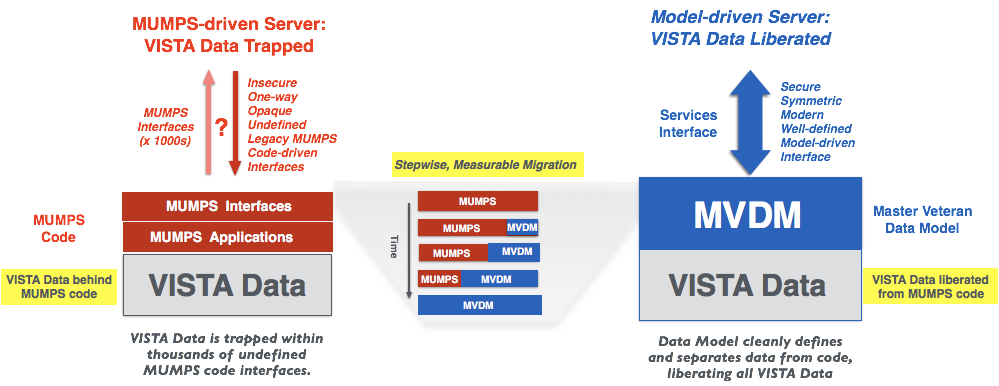 MUMPS-driven Server:
VISTA Data Trapped
MUMPS
Interfaces
(x 1000s)
?
Insecure
One-way
Opaque
Undefined
Legacy MUMPS
Code-driven
Interfaces
MUMPS
Code
MUMPS Interfaces
MUMPS Applications
VISTA Data behind
MUMPS code
VISTA Data
VISTA Data is trapped within
thousands of undefined
MUMPS code interfaces.
Stepwise, Measurable Migration
Time
MUMPS
MUMPS MVDM
MUMPS MVDM
MUMPS MVDM
MVDM
Model-driven Server:
VISTA Data Liberated
Services
Interface
Secure
Symmetric
Modern
Well-defined
Model-driven
Interface
MVDM
Master Veteran
Data Model
VISTA Data
VISTA Data liberated
from MUMPS code
Data Model cleanly defines
and separates data from code,
liberating all VISTA Data